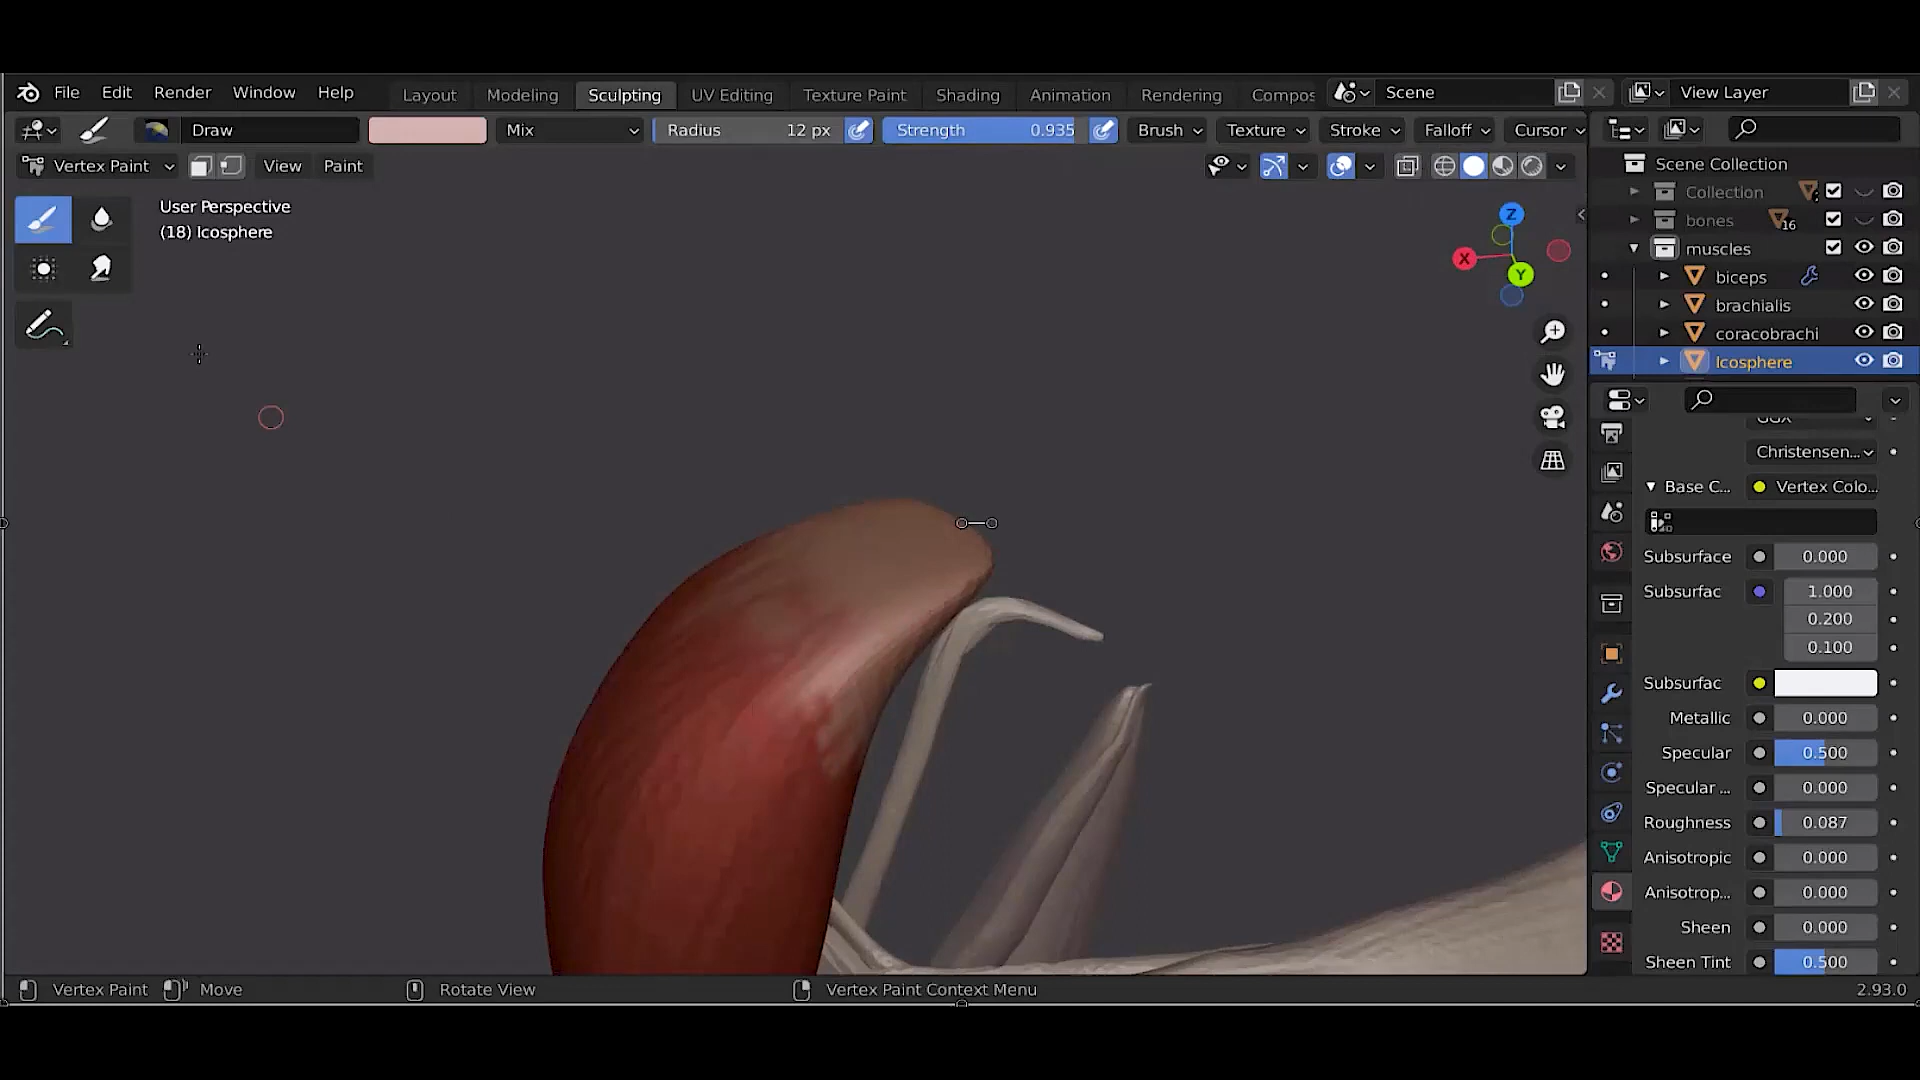 File Edit Render Window Help Layout Modeling Sculpting UV Editing Texture Paint Shading Animation Rendering Compos Scene View Layer
Draw Mix Radius 12 px Strength 0.935 Brush Texture Stroke Falloff Cursor
Vertex Paint View Paint
User Perspective
(18) Icosphere
Z
X
Y
Scene Collection
Collection
bones 16
muscles
biceps
brachialis
coracobrachi
Icosphere
GGX
Christensen...
Base C... Vertex Colo...
Subsurface 0.000
Subsurfac 1.000
0.200
0.100
Subsurfac
Metallic 0.000
Specular 0.500
Specular ... 0.000
Roughness 0.087
Anisotropic 0.000
Anisotrop... 0.000
Sheen 0.000
Sheen Tint 0.500
Vertex Paint Move Rotate View Vertex Paint Context Menu 2.93.0